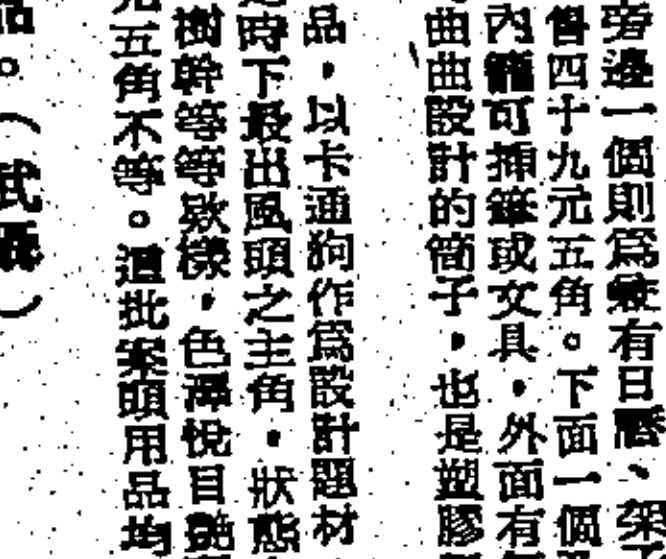 旁邊一個則為載有日曆、架子
售四十九元五角。下面一個
內籠可插筆或文具,外面有
曲曲設計的筒子,也是塑膠
品,以卡通狗作為設計題材
時下最出風頭之主角,狀態
樹幹等等款樣,色澤悅目艷
五角不等。這批案頭用品均
品。(武